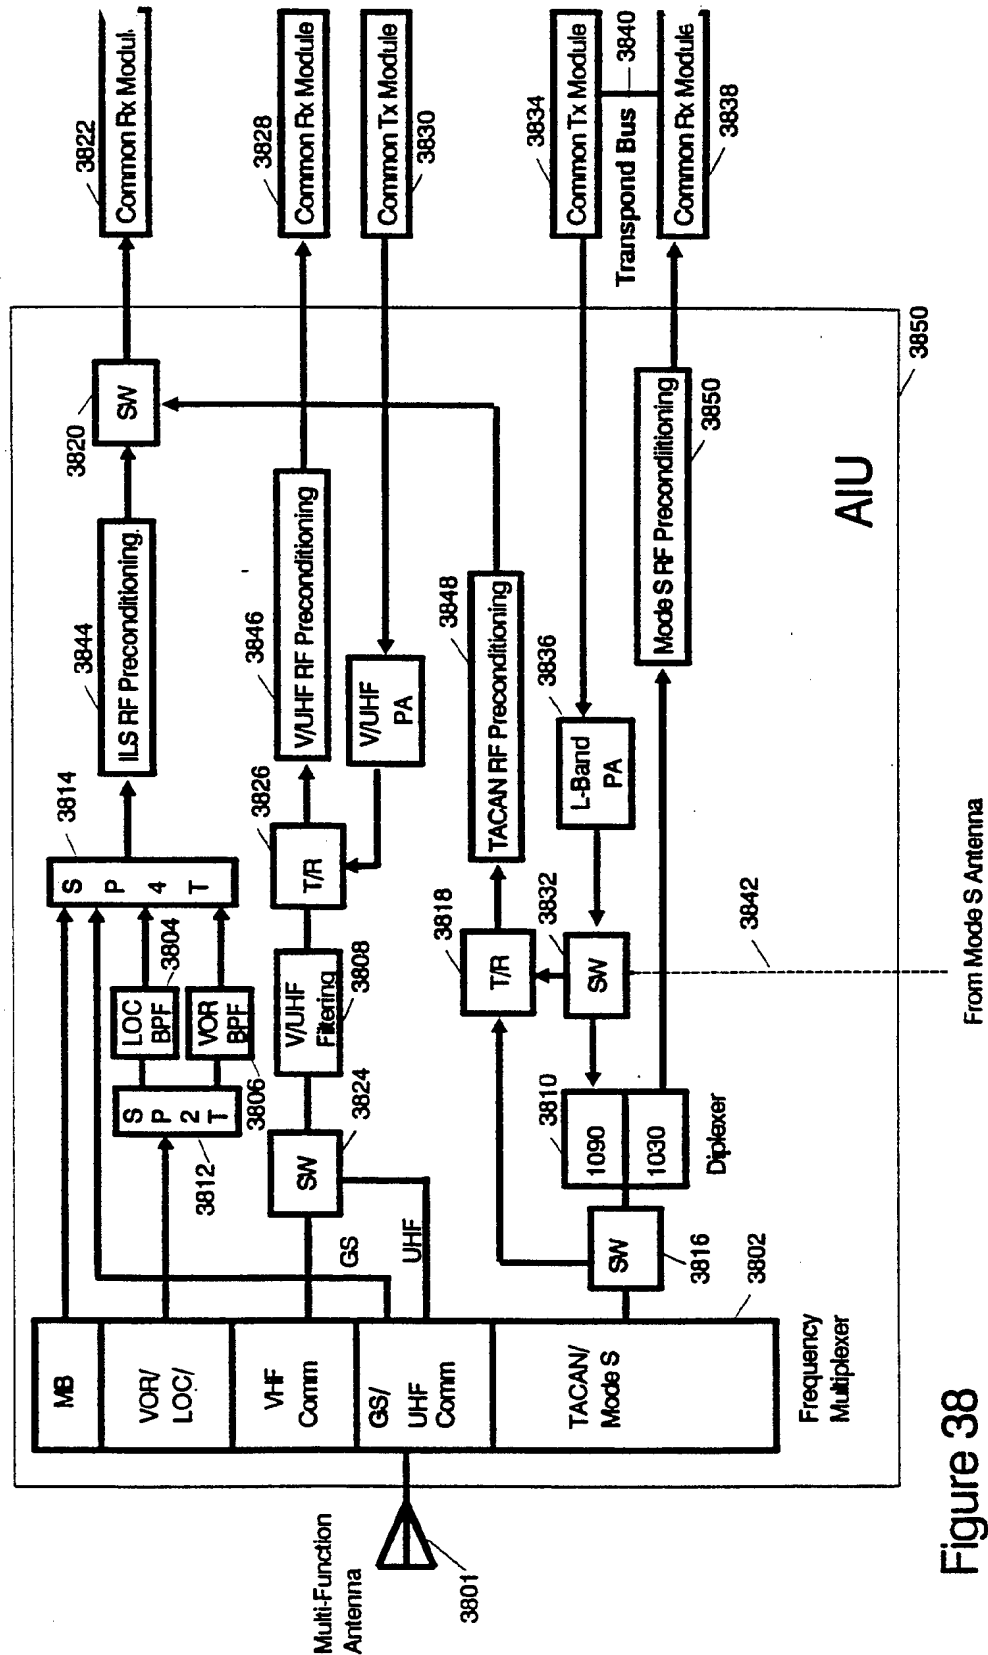 Multi-Function
Antenna
3801
MB
VOR/
LOC/
VHF
Comm
GS/
UHF
Comm
TACAN/
Mode S
Frequency
Multiplexer
3802
GS
UHF
S P 2 T
3812
LOC
BPF
3804
VOR
BPF
3806
S P 4 T
3814
ILS RF Preconditioning.
3844
SW
3820
Common Rx Modul
3822
SW
3824
V/UHF
Filtering
3808
T/R
3826
V/UHF RF Preconditioning
3846
V/UHF
PA
Common Rx Module
3828
Common Tx Module
3830
SW
3816
T/R
3818
TACAN RF Preconditioning
3848
1090
1030
3810
Diplexer
SW
3832
L-Band
PA
3836
Common Tx Module
3834
Transpond Bus
3840
Mode S RF Preconditiitioning
3850
Common Rx Module
3838
3842
From Mode S Antenna
AIU
3850
Figure 38